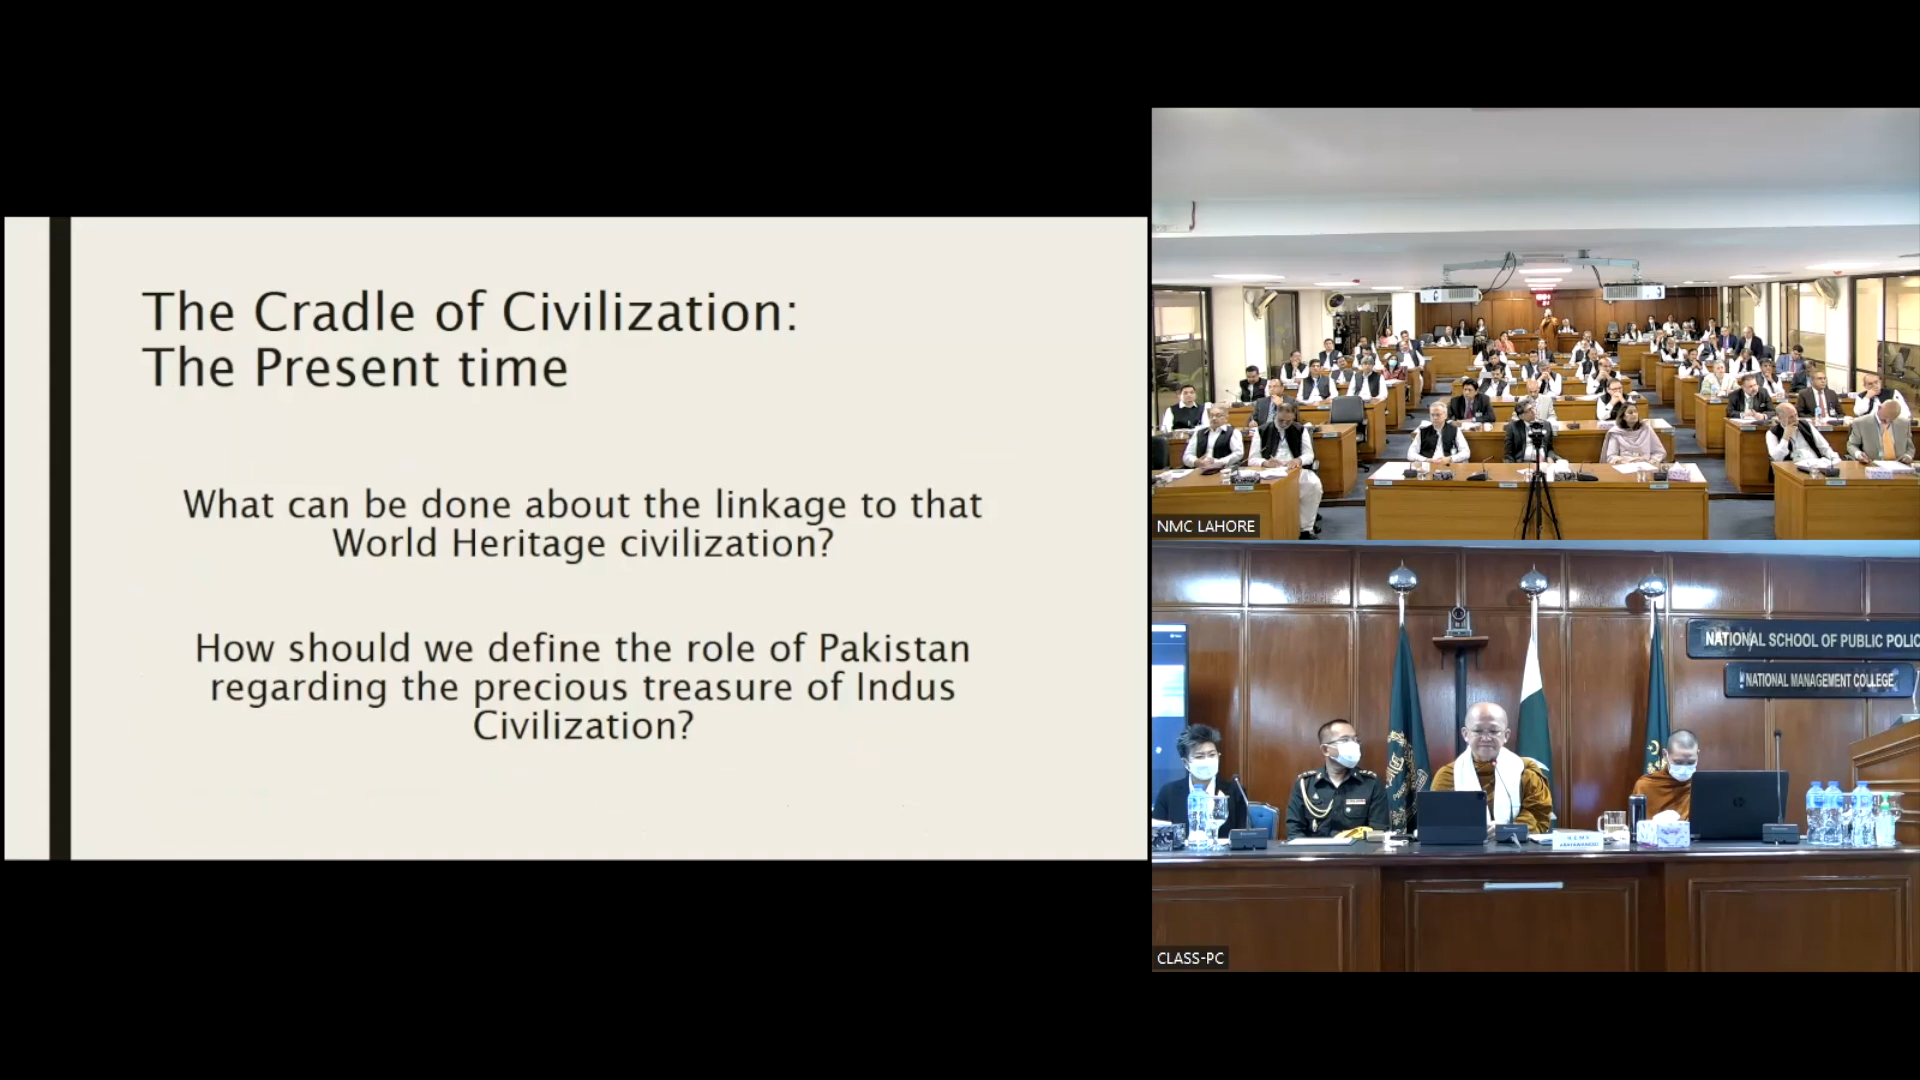 The Cradle of Civilization:
The Present time
What can be done about the linkage to that
World Heritage civilization?
How should we define the role of Pakistan
regarding the precious treasure of Indus
Civilization?
NMC LAHORE
NATIONAL SCHOOL OF PUBLIC POLIC
NATIONAL MANAGEMENT COLLEGE
CLASS-PC